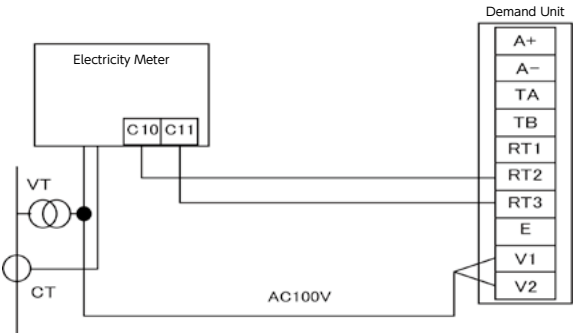 Demand Unit
Electricity Meter
C10 C11
A+
A-
TA
TB
RT1
RT2
RT3
E
V1
V2
VT
CT
AC100V